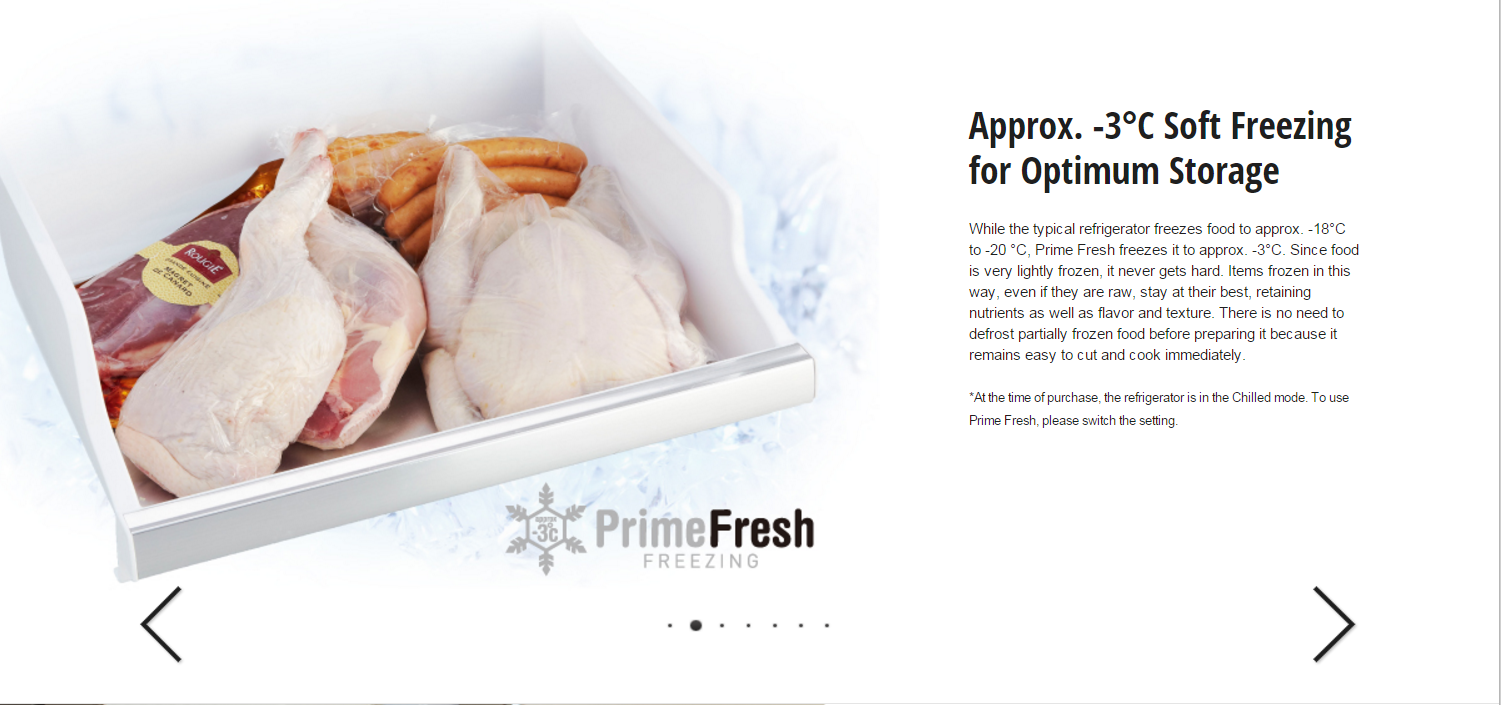 Approx. -3°C Soft Freezing
for Optimum Storage
While the typical refrigerator freezes food to approx. -18°C
to -20 °C, Prime Fresh freezes it to approx. -3°C. Since food
is very lightly frozen, it never gets hard. Items frozen in this
way, even if they are raw, stay at their best, retaining
nutrients as well as flavor and texture. There is no need to
defrost partially frozen food before preparing it because it
remains easy to cut and cook immediately.
*At the time of purchase, the refrigerator is in the Chilled mode. To use
Prime Fresh, please switch the setting.
ROUGIÉ
MAGRET
DE CANARD
approx
-3°c
PrimeFresh
FREEZING